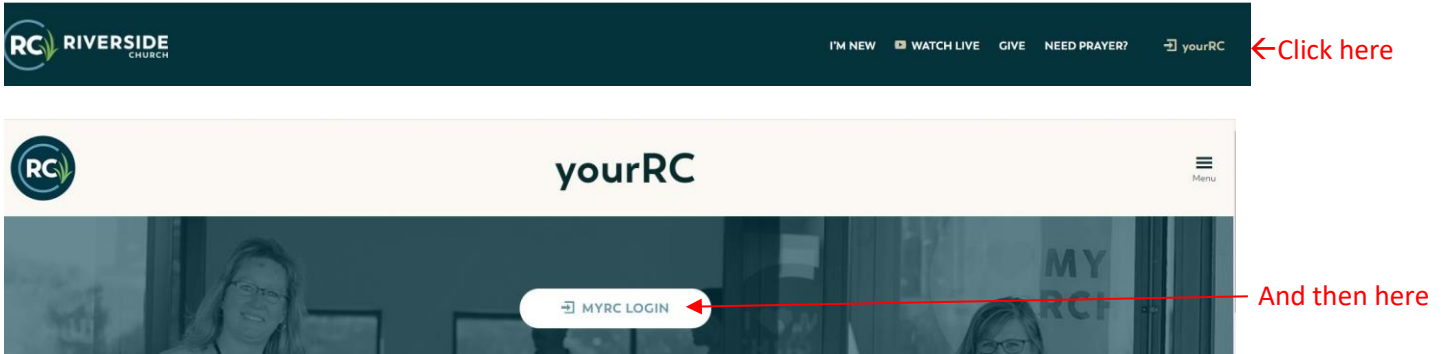 RC RIVERSIDE
CHURCH
I'M NEW WATCH LIVE GIVE NEED PRAYER? yourRC ←Click here
RC yourRC
Menu
MY
MYRC LOGIN And then here